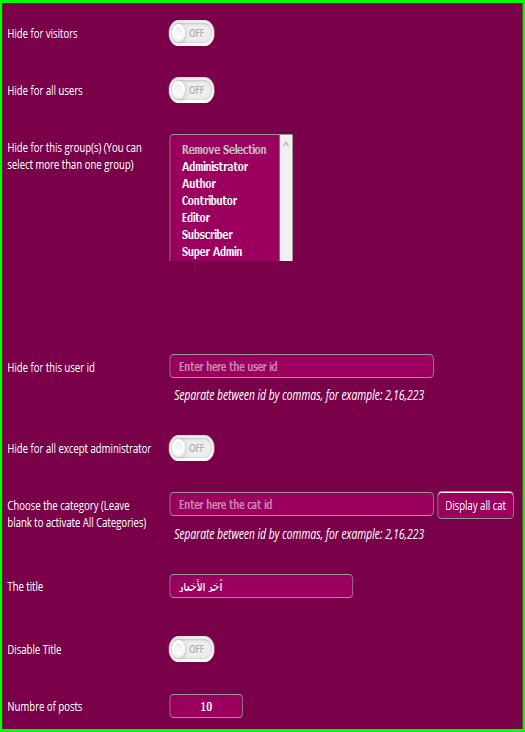 Hide for visitors
OFF
Hide for all users
OFF
Hide for this group(s) (You can
select more than one group)
Remove Selection
Administrator
Author
Contributor
Editor
Subscriber
Super Admin
Hide for this user id
Enter here the user id
Separate between id by commas, for example: 2,16,223
Hide for all except administrator
OFF
Choose the category (Leave
blank to activate All Categories)
Enter here the cat id
Display all cat
Separate between id by commas, for example: 2,16,223
The title
آخر الأخبار
Disable Title
OFF
Numbre of posts
10